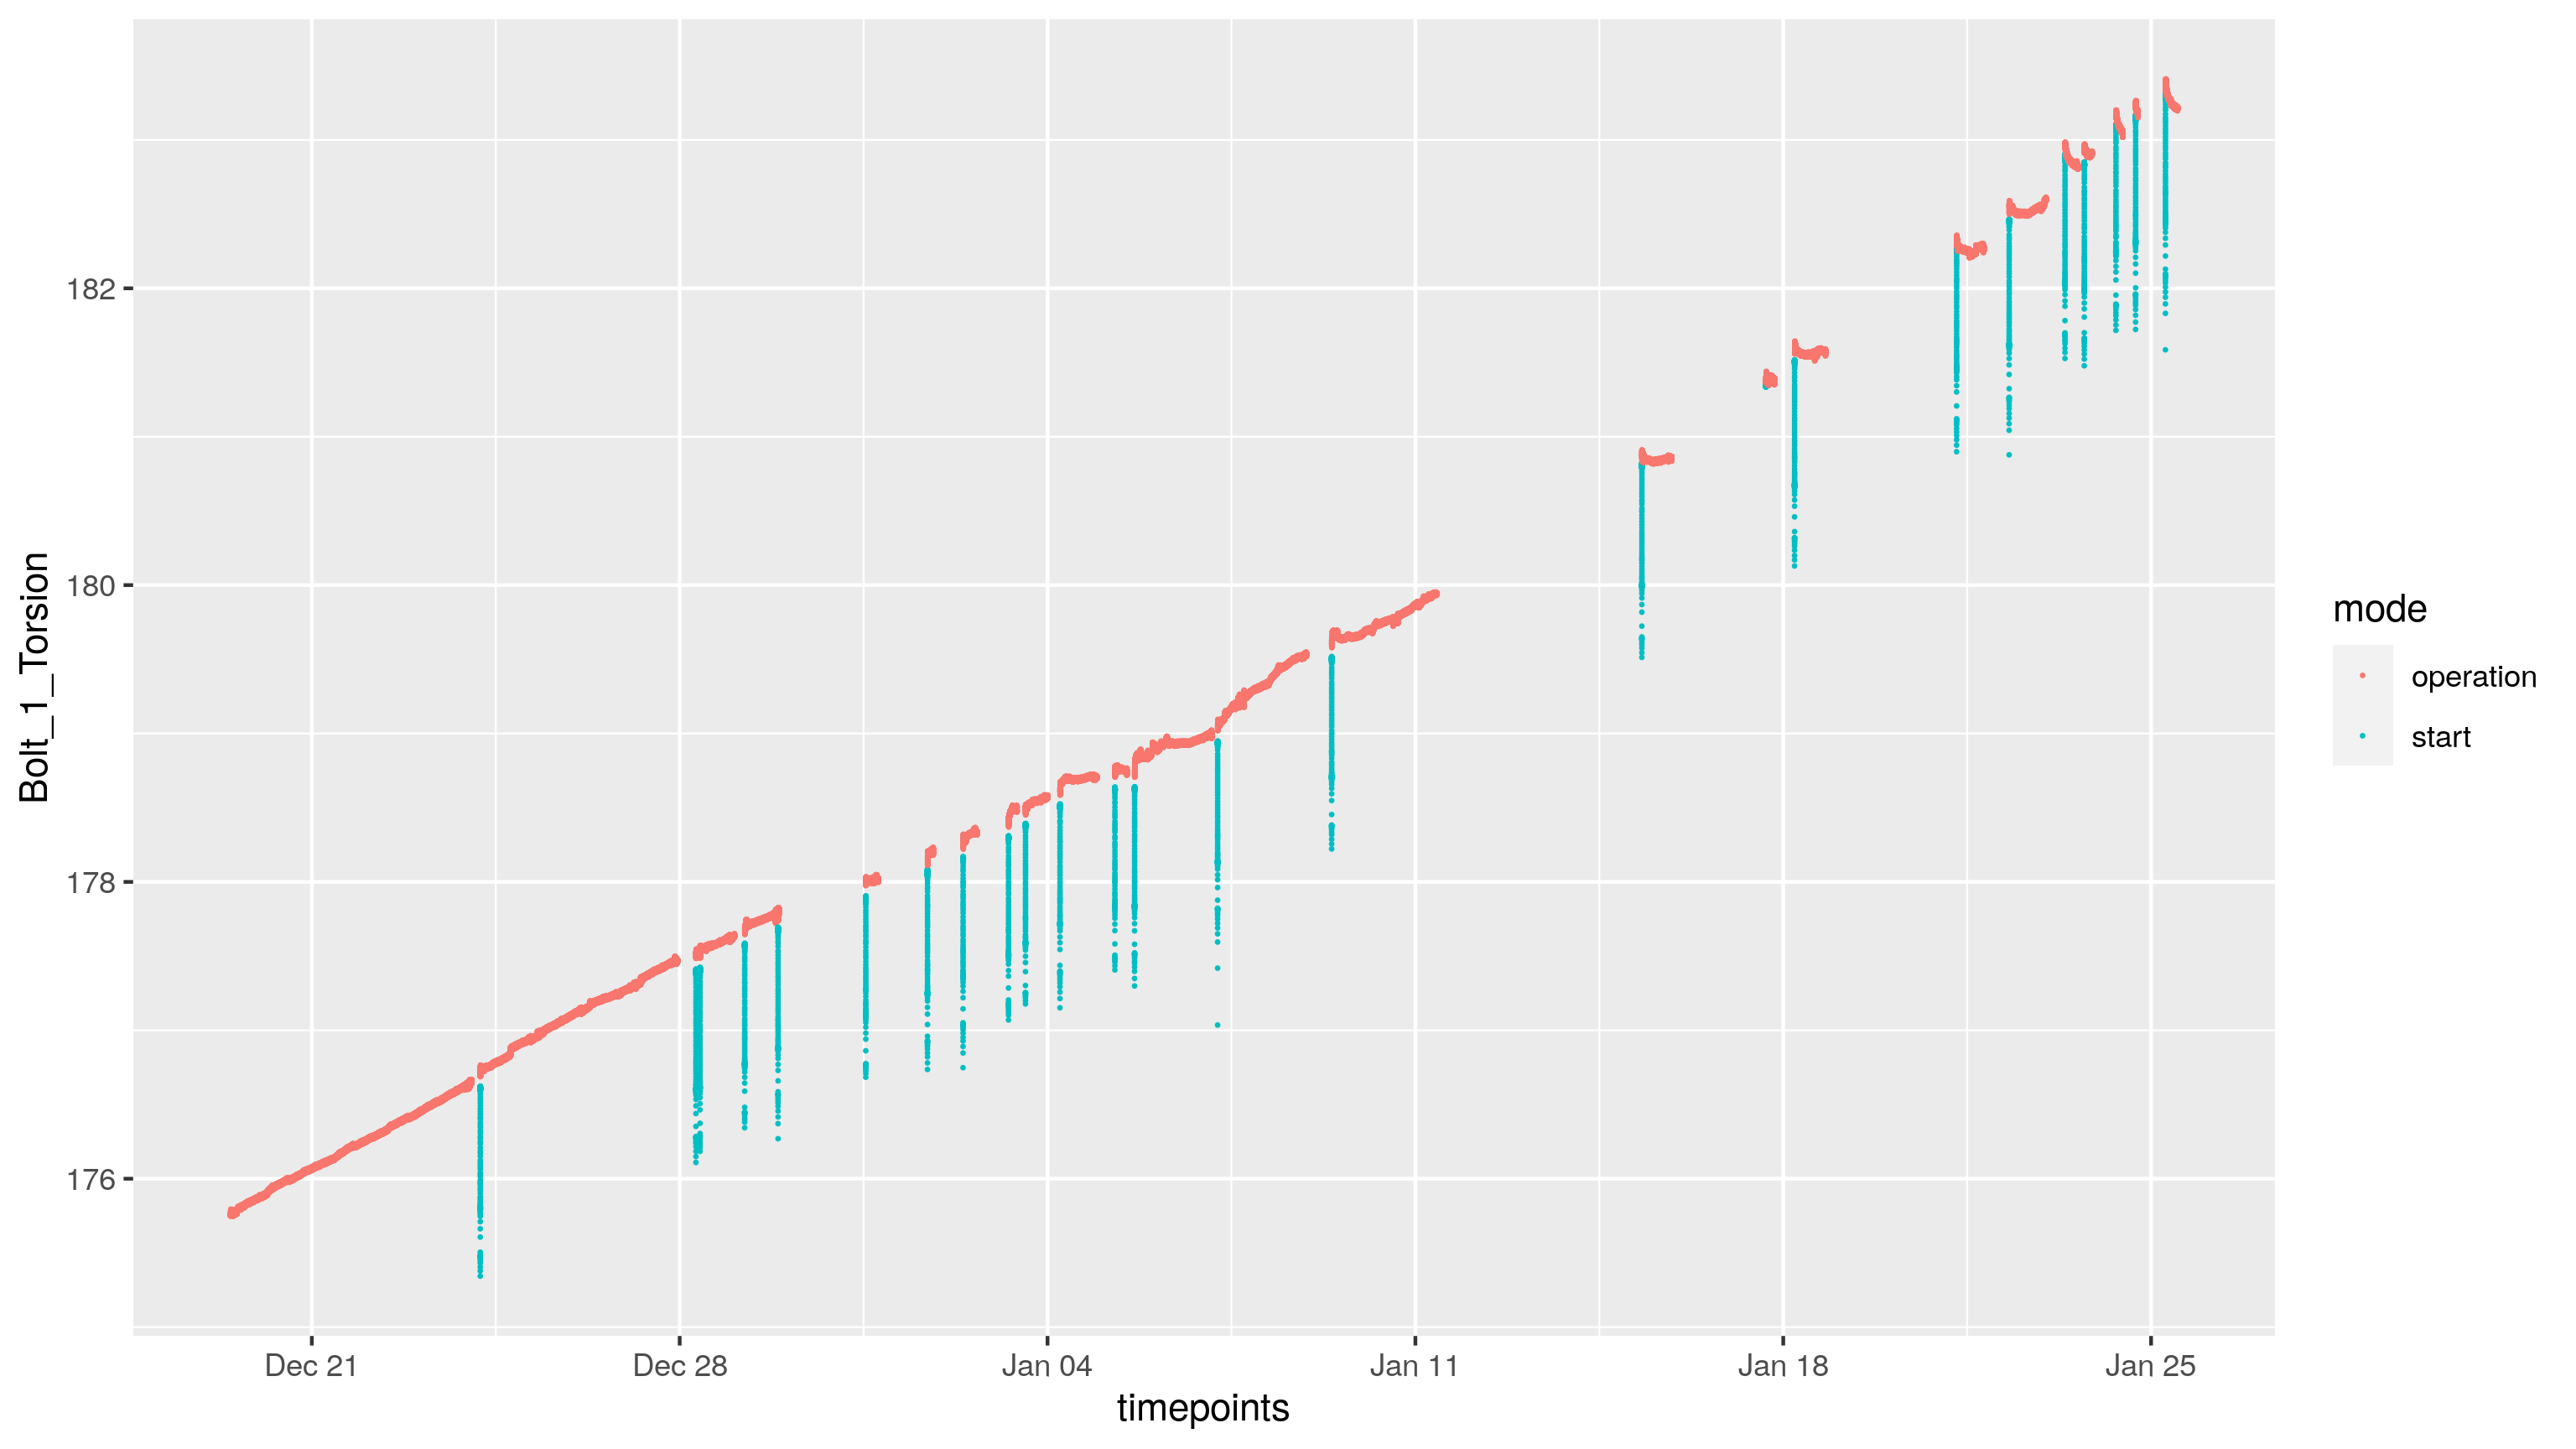 Bolt_1_Torsion
182
180
178
176
Dec 21
Dec 28
Jan 04
Jan 11
Jan 18
Jan 25
timepoints
mode
operation
start